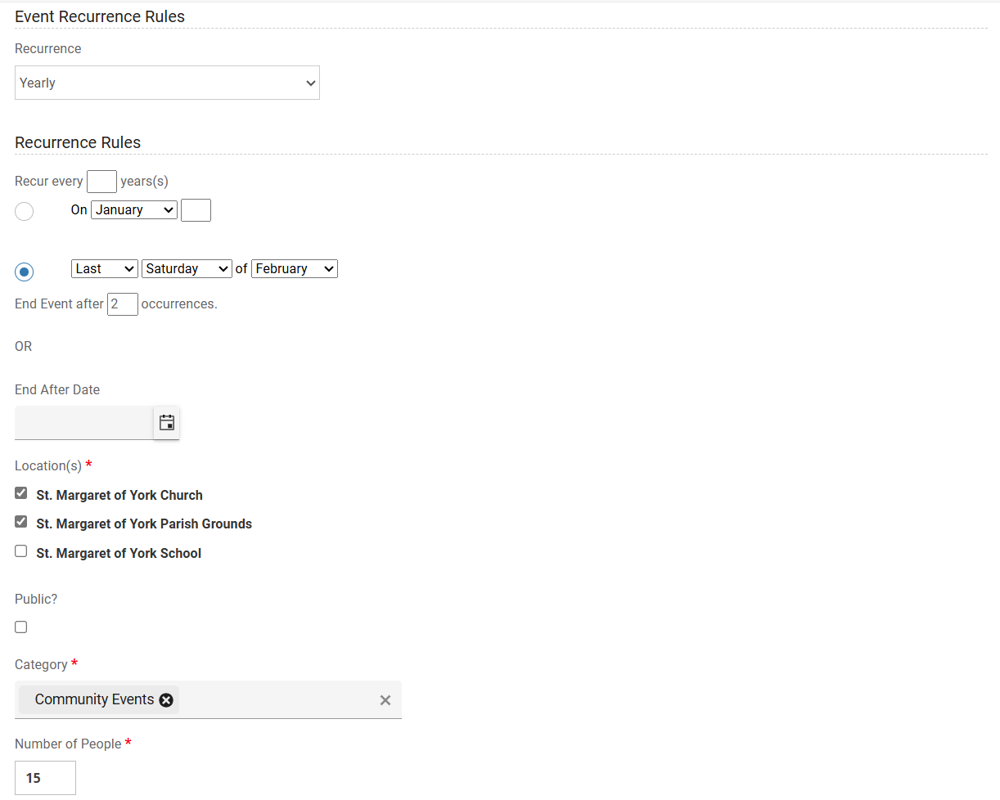 Event Recurrence Rules
Recurrence
Yearly
Recurrence Rules
Recur every years(s)
On January
Last Saturday of February
End Event after 2 occurrences.
OR
End After Date
Location(s) *
St. Margaret of York Church
St. Margaret of York Parish Grounds
St. Margaret of York School
Public?
Category *
Community Events
Number of People *
15